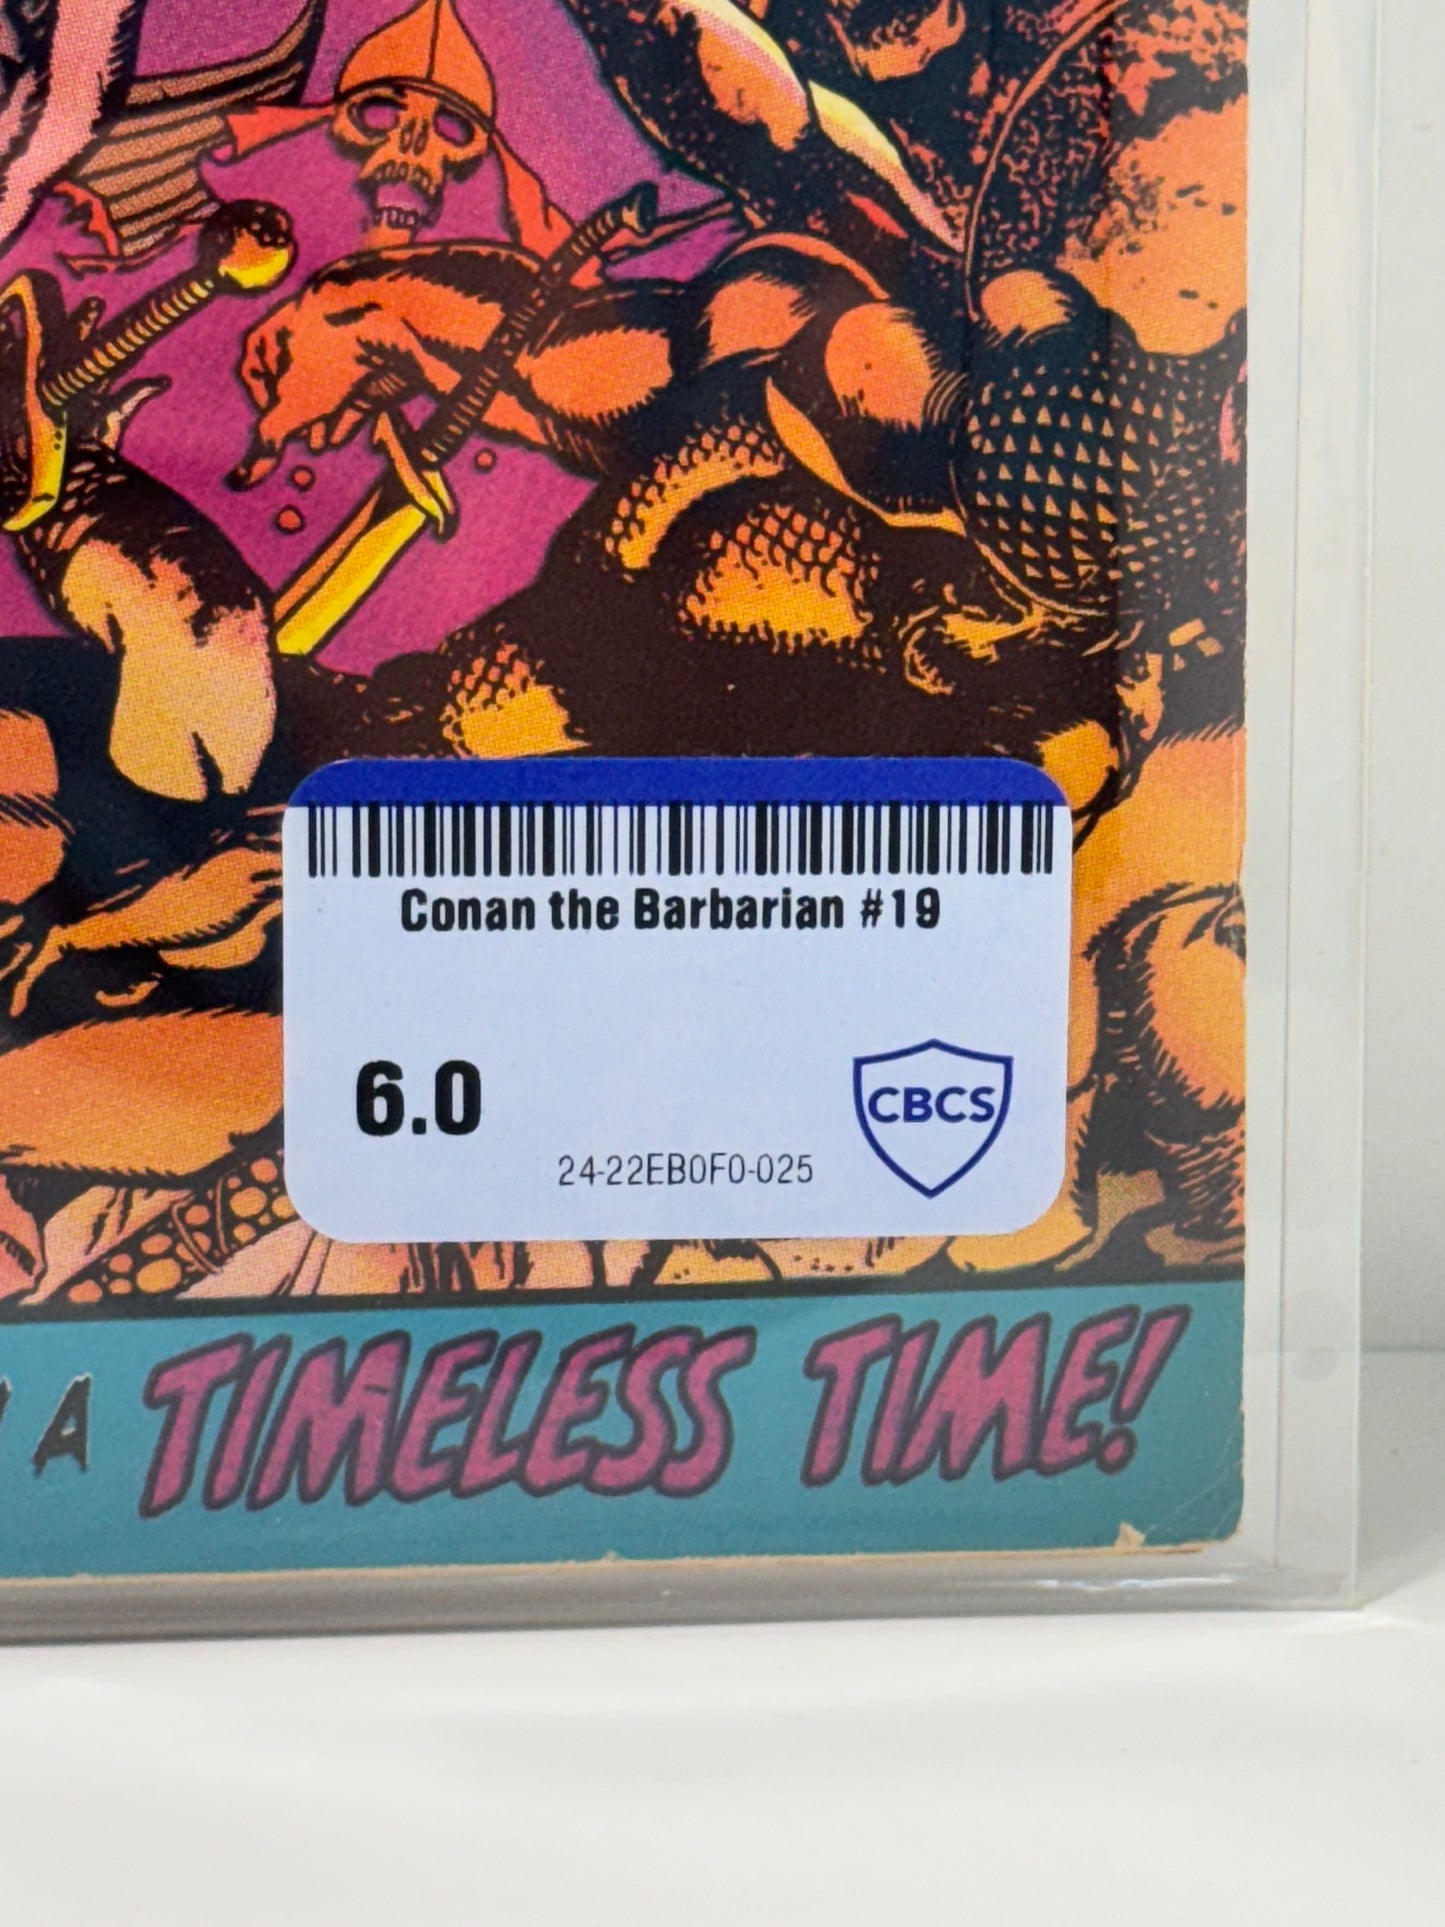 Conan the Barbarian #19
6.0
CBCS
24-22EB0F0-025
A TIMELESS TIME!